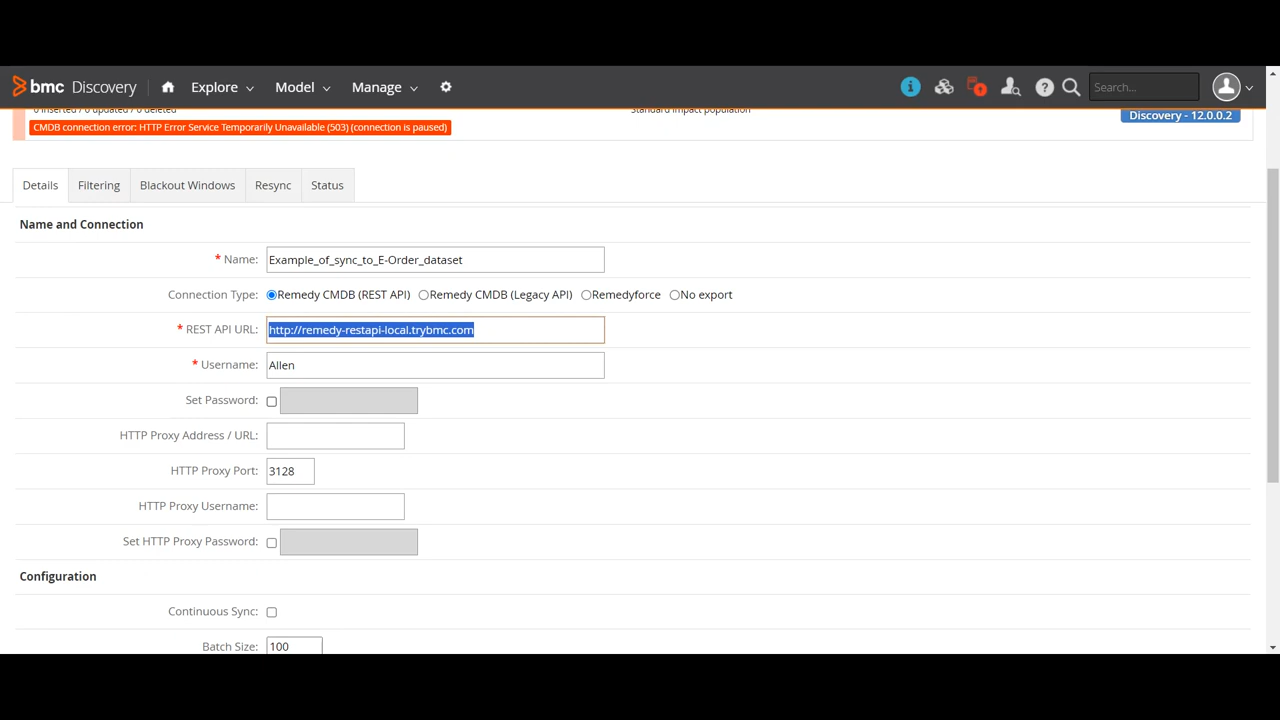 bmc Discovery Explore Model Manage Search...
0 inserted / 0 updated / 0 deleted Standard impact population
CMDB connection error: HTTP Error Service Temporarily Unavailable (503) (connection is paused) Discovery - 12.0.0.2
Details Filtering Blackout Windows Resync Status
Name and Connection
* Name: Example_of_sync_to_E-Order_dataset
Connection Type: Remedy CMDB (REST API) Remedy CMDB (Legacy API) Remedyforce No export
* REST API URL: http://remedy-restapi-local.trybmc.com
* Username: Allen
Set Password:
HTTP Proxy Address / URL:
HTTP Proxy Port: 3128
HTTP Proxy Username:
Set HTTP Proxy Password:
Configuration
Continuous Sync:
Batch Size: 100